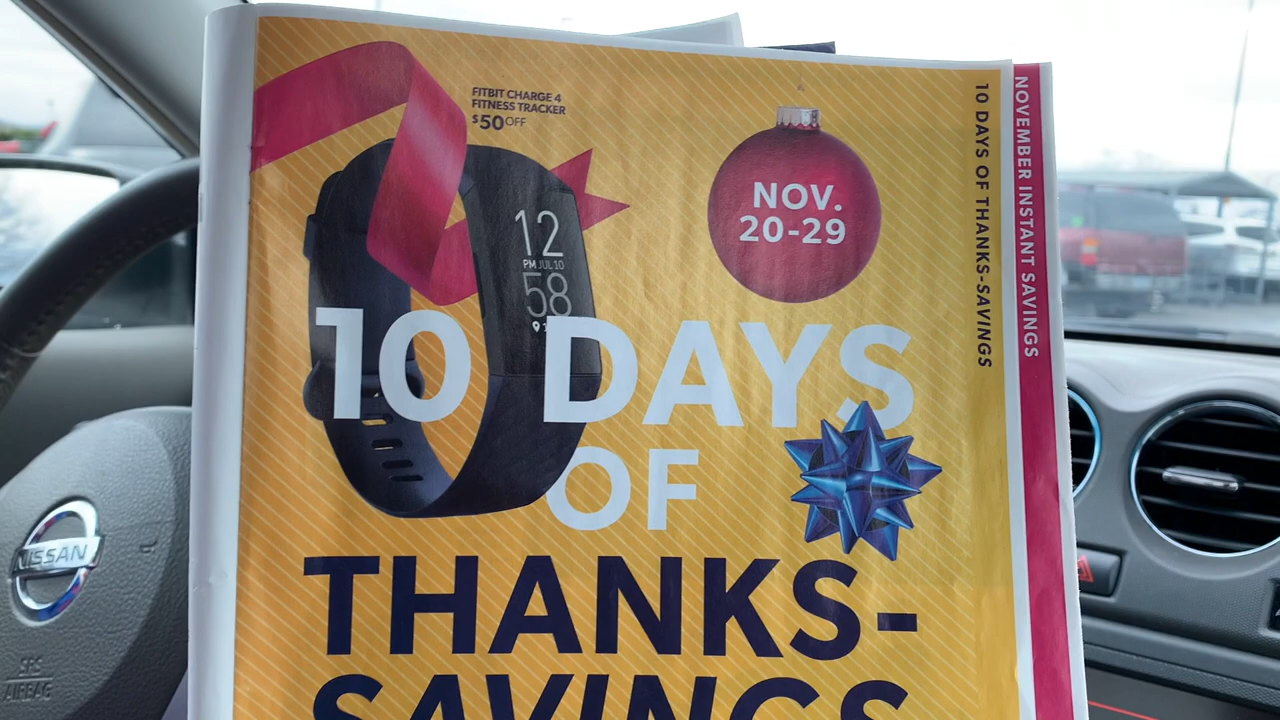 FITBIT CHARGE 4
FITNESS TRACKER
$50 OFF
12
PM JUL 10
58
NOV.
20-29
10 DAYS
OF
THANKS-
SAVINGS
10 DAYS OF THANKS-SAVINGS
NOVEMBER INSTANT SAVINGS
NISSAN
SRS
AIRBAG